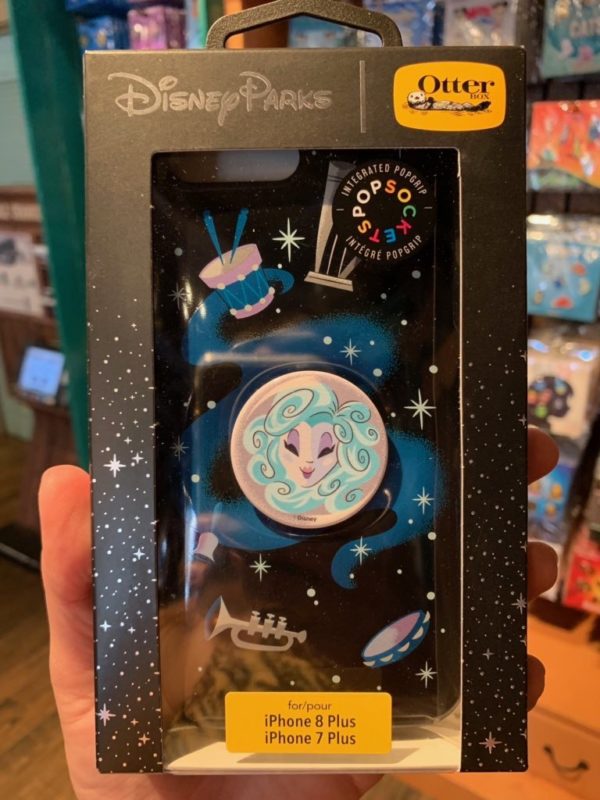 DISNEY PARKS
Otter
BOX
INTEGRATED POPGRIP
POPSOCKETS
INTÉGRÉ POPGRIP
Disney
for/pour
iPhone 8 Plus
iPhone 7 Plus